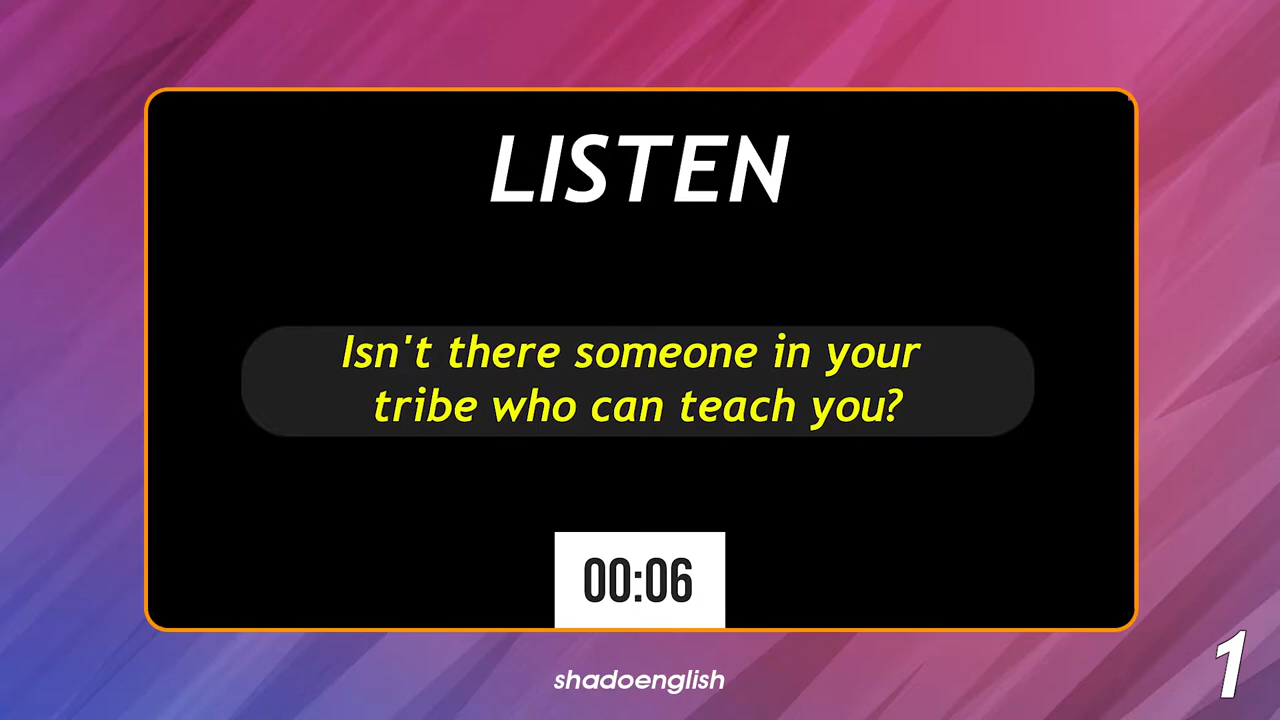 LISTEN
Isn't there someone in your
tribe who can teach you?
00:06
shadoenglish
1